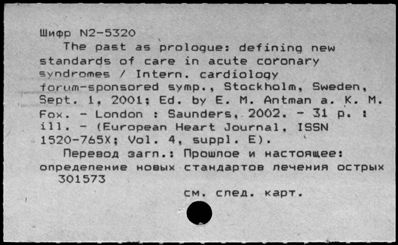 Шифр N2-5320
The past as prologue: defining new
standards of care in acute coronary
syndromes / Intern. cardiology
forum-sponsored symp., Stockholm, Sweden,
Sept. 1, 2001; Ed. by E. M. Antman a. K. M.
Fox. - London : Saunders, 2002. - 31 p. :
ill. - (European Heart Journal, ISSN
1520-765X; Vol. 4, suppl. E).
Перевод загл.: Прошлое и настоящее:
определение новых стандартов лечения острых
301573
см. след. карт.